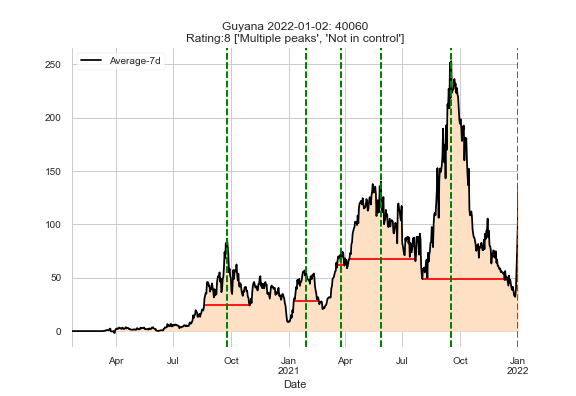 Guyana 2022-01-02: 40060
Rating:8 ['Multiple peaks', 'Not in control']
Average-7d
250
200
150
100
50
0
Apr
Jul
Oct
Jan
2021
Apr
Jul
Oct
Jan
2022
Date